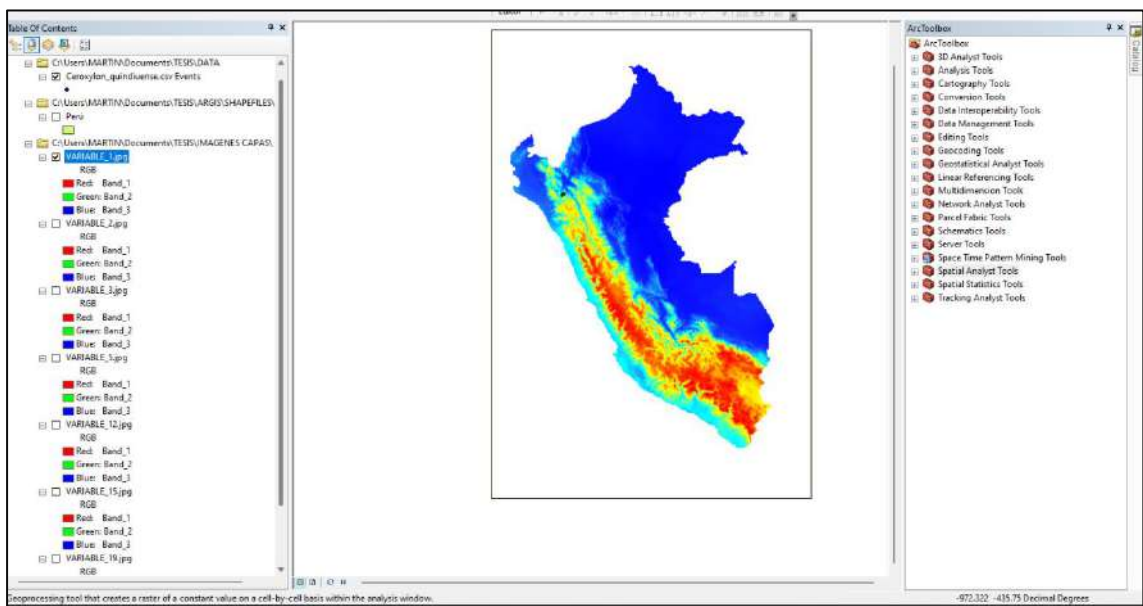 Table Of Contents
C:\Users\MARTIN\Documents\TESIS\DATA
Ceroxylon_quindiuense.csv Events
C:\Users\MARTIN\Documents\TESIS\ARGIS\SHAPEFILES\
Perú
C:\Users\MARTIN\Documents\TESIS\IMAGENES CAPAS\
VARIABLE_1.jpg
RGB
Red: Band_1
Green: Band_2
Blue: Band_3
VARIABLE_2.jpg
RGB
Red: Band_1
Green: Band_2
Blue: Band_3
VARIABLE_3.jpg
RGB
Red: Band_1
Green: Band_2
Blue: Band_3
VARIABLE_5.jpg
RGB
Red: Band_1
Green: Band_2
Blue: Band_3
VARIABLE_12.jpg
RGB
Red: Band_1
Green: Band_2
Blue: Band_3
VARIABLE_15.jpg
RGB
Red: Band_1
Green: Band_2
Blue: Band_3
VARIABLE_19.jpg
RGB
ArcToolbox
ArcToolbox
3D Analyst Tools
Analysis Tools
Cartography Tools
Conversion Tools
Data Interoperability Tools
Data Management Tools
Editing Tools
Geocoding Tools
Geostatistical Analyst Tools
Linear Referencing Tools
Multidimension Tools
Network Analyst Tools
Parcel Fabric Tools
Schematics Tools
Server Tools
Space Time Pattern Mining Tools
Spatial Analyst Tools
Spatial Statistics Tools
Tracking Analyst Tools
Catalog
Geoprocessing tool that creates a raster of a constant value on a cell-by-cell basis within the analysis window.
-972.322 -435.75 Decimal Degrees